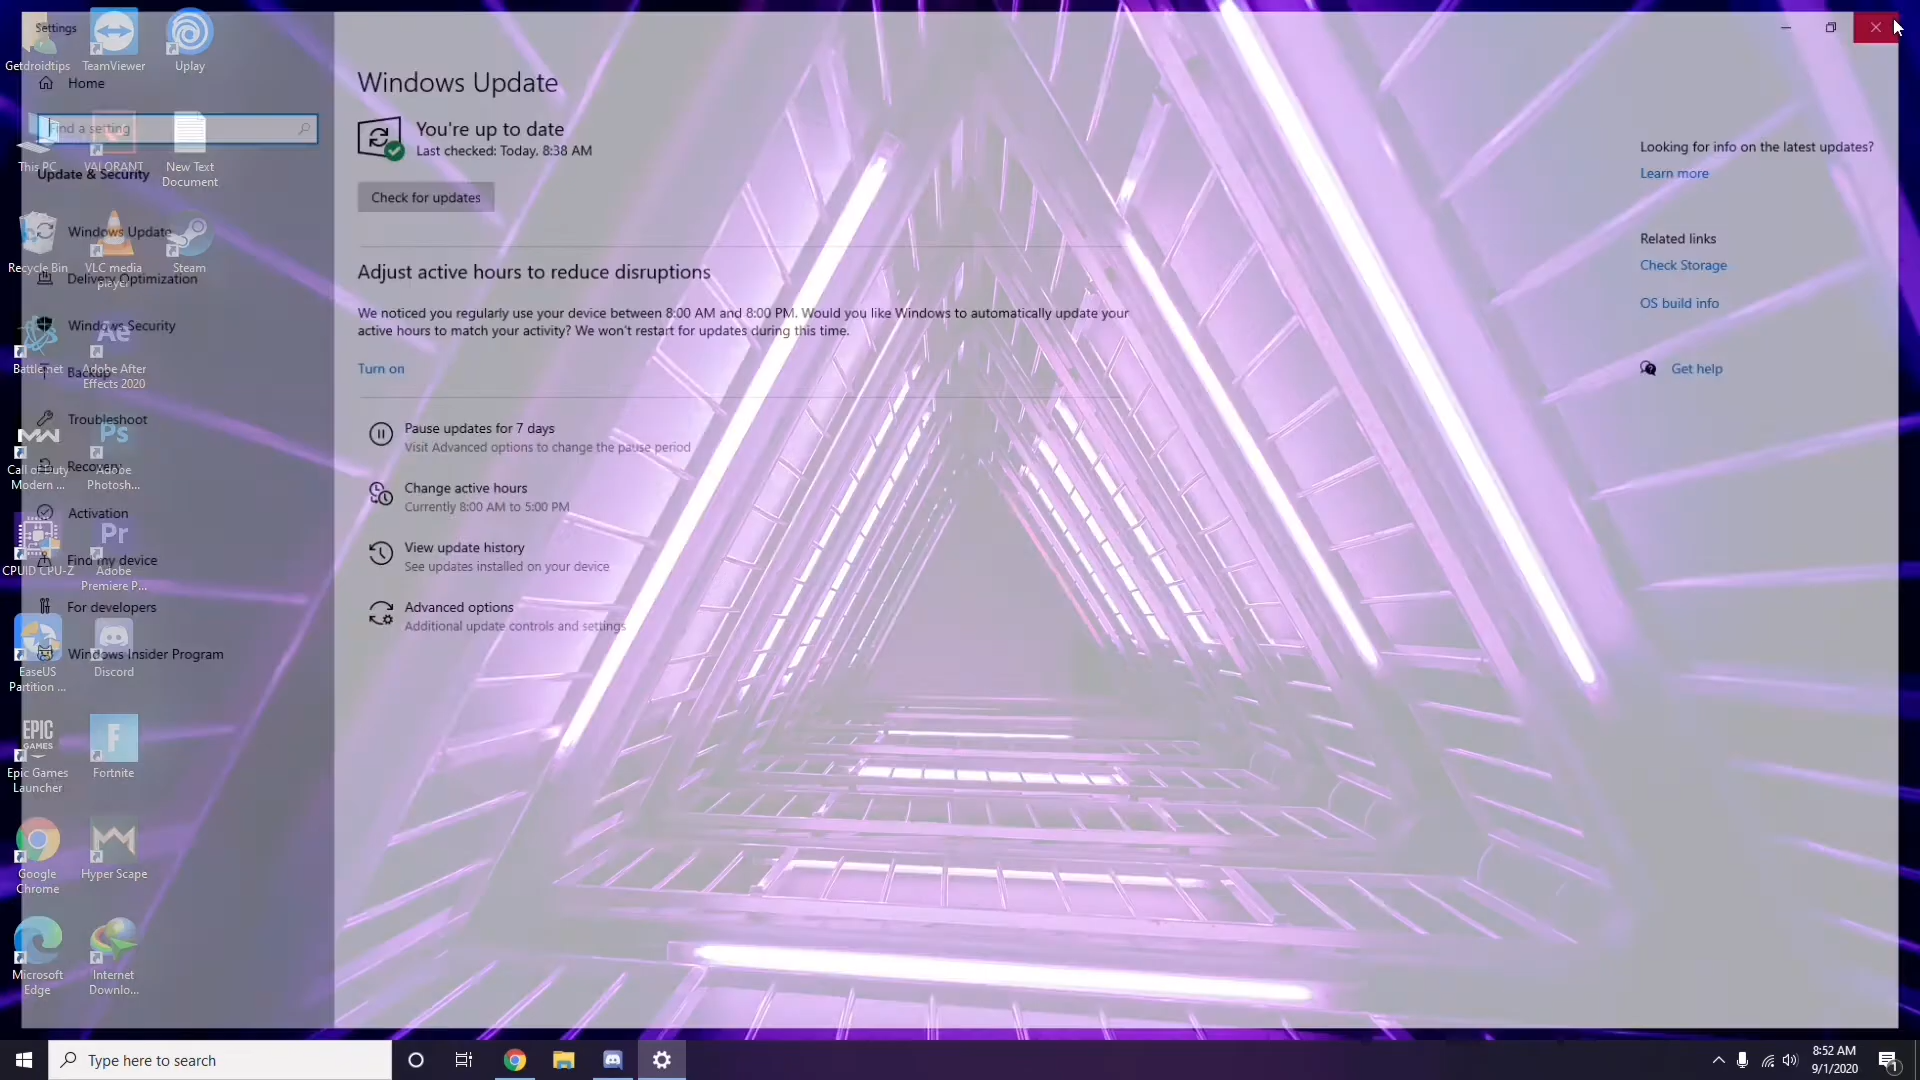 Settings
Home
Find a setting
Update & Security
Windows Update
Delivery Optimization
Windows Security
Backup
Troubleshoot
Recovery
Activation
Find my device
For developers
Windows Insider Program
Getdroidtips
TeamViewer
Uplay
This PC
VALORANT
New Text
Document
Recycle Bin
VLC media
player
Steam
Battle.net
Ae
Adobe After
Effects 2020
Call of Duty
Modern ...
Ps
Adobe
Photosh...
CPUID CPU-Z
Pr
Adobe
Premiere P...
EaseUS
Partition ...
Discord
EPIC
GAMES
Epic Games
Launcher
Fortnite
Google
Chrome
Hyper Scape
Microsoft
Edge
Internet
Downlo...
Windows Update
You're up to date
Last checked: Today, 8:38 AM
Check for updates
Adjust active hours to reduce disruptions
We noticed you regularly use your device between 8:00 AM and 8:00 PM. Would you like Windows to automatically update your
active hours to match your activity? We won't restart for updates during this time.
Turn on
Pause updates for 7 days
Visit Advanced options to change the pause period
Change active hours
Currently 8:00 AM to 5:00 PM
View update history
See updates installed on your device
Advanced options
Additional update controls and settings
Looking for info on the latest updates?
Learn more
Related links
Check Storage
OS build info
Get help
Type here to search
8:52 AM
9/1/2020
1